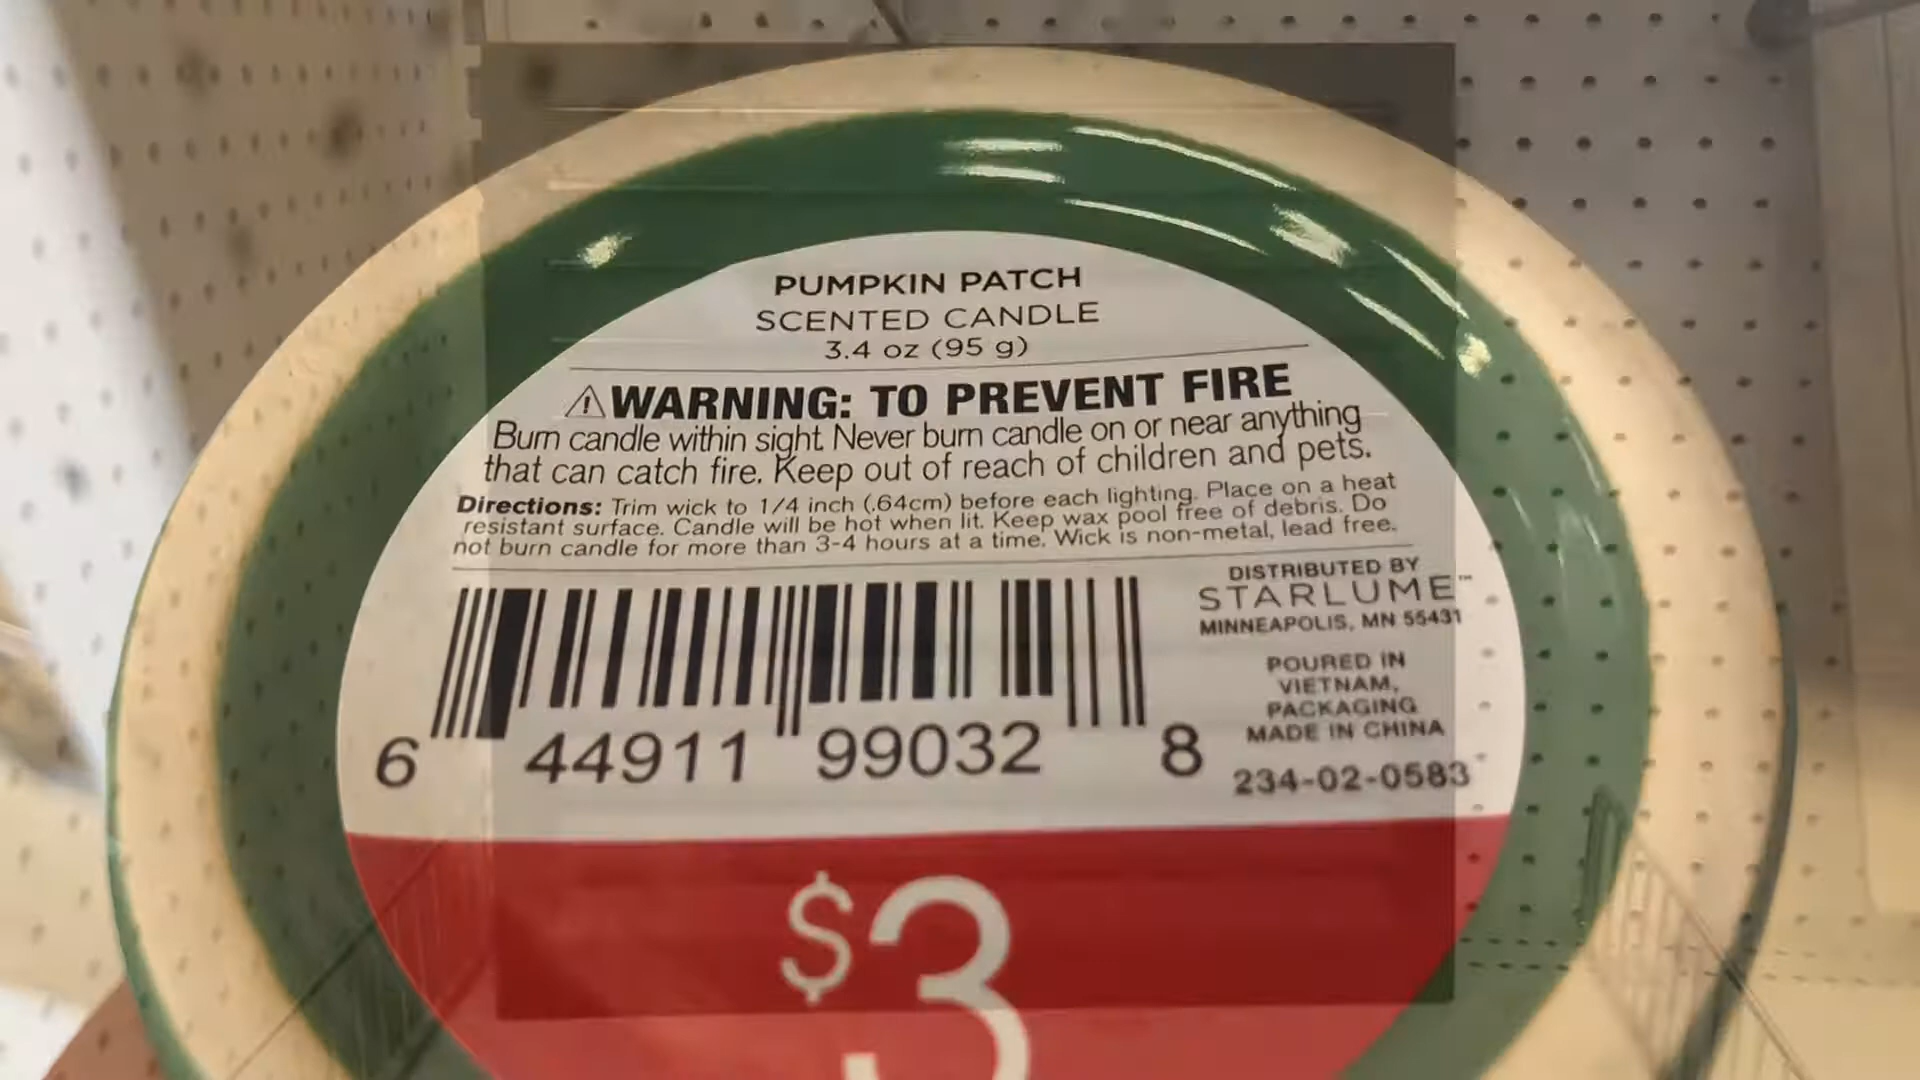 PUMPKIN PATCH
SCENTED CANDLE
3.4 oz (95 g)
⚠WARNING: TO PREVENT FIRE
Burn candle within sight. Never burn candle on or near anything
that can catch fire. Keep out of reach of children and pets.
Directions: Trim wick to 1/4 inch (.64cm) before each lighting. Place on a heat
resistant surface. Candle will be hot when lit. Keep wax pool free of debris. Do
not burn candle for more than 3-4 hours at a time. Wick is non-metal, lead free.
DISTRIBUTED BY
STARLUME™
MINNEAPOLIS, MN 55431
POURED IN
VIETNAM,
PACKAGING
MADE IN CHINA
234-02-0583
6 44911 99032 8
$3